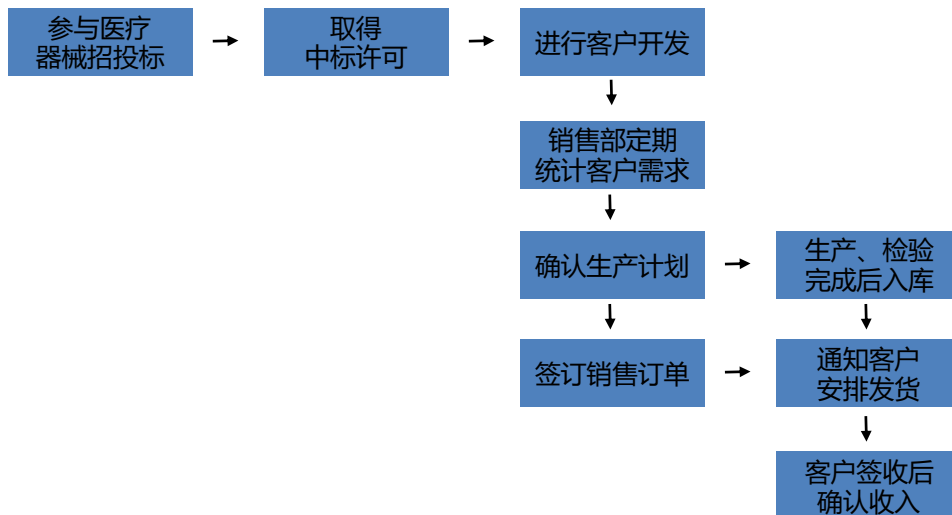 参与医疗
器械招投标
取得
中标许可
进行客户开发
销售部定期
统计客户需求
确认生产计划
生产、检验
完成后入库
签订销售订单
通知客户
安排发货
客户签收后
确认收入